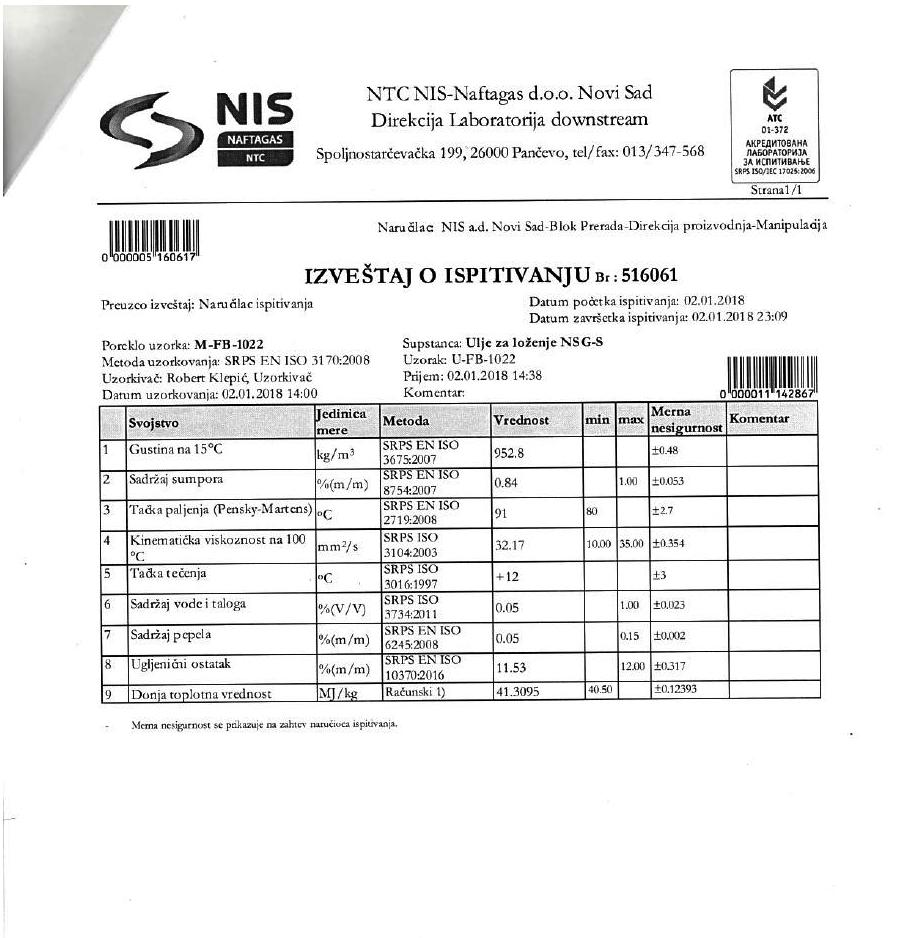 NIS
NAFTAGAS
NTC
NTC NIS-Naftagas d.o.o. Novi Sad
Direkcija Laboratorija downstream
Spoljnostarčevačka 199, 26000 Pančevo, tel/fax: 013/347-568
ATC
01-372
АКРЕДИТОВАНА
ЛАБОРАТОРИЈА
ЗА ИСПИТИВАЊЕ
SRPS ISO/IEC 17025:2006
Strana1/1
0 000005 160617
Naručilac NIS a.d. Novi Sad-Blok Prerada-Direkcija proizvodnja-Manipulacija
IZVEŠTAJ O ISPITIVANJU Br : 516061
Preuzeo izveštaj: Naručilac ispitivanja
Datum početka ispitivanja: 02.01.2018
Datum završetka ispitivanja: 02.01.2018 23:09
Poreklo uzorka: M-FB-1022
Metoda uzorkovanja: SRPS EN ISO 3170:2008
Uzorkivač: Robert Klepić, Uzorkivač
Datum uzorkovanja: 02.01.2018 14:00
Supstanca: Ulje za loženje NSG-S
Uzorak: U-FB-1022
Prijem: 02.01.2018 14:38
Komentar:
0 000011 142867
Svojstvo Jedinica mere Metoda Vrednost min max Merna nesigurnost Komentar
1 Gustina na 15°C kg/m³ SRPS EN ISO 3675:2007 952.8 ±0.48
2 Sadržaj sumpora %(m/m) SRPS EN ISO 8754:2007 0.84 1.00 ±0.053
3 Tačka paljenja (Pensky-Martens) °C SRPS EN ISO 2719:2008 91 80 ±2.7
4 Kinematička viskoznost na 100 °C mm²/s SRPS ISO 3104:2003 32.17 10.00 35.00 ±0.354
5 Tačka tečenja °C SRPS ISO 3016:1997 +12 ±3
6 Sadržaj vode i taloga %(V/V) SRPS ISO 3734:2011 0.05 1.00 ±0.023
7 Sadržaj pepela %(m/m) SRPS EN ISO 6245:2008 0.05 0.15 ±0.002
8 Ugljenični ostatak %(m/m) SRPS EN ISO 10370:2016 11.53 12.00 ±0.317
9 Donja toplotna vrednost MJ/kg Računski 1) 41.3095 40.50 ±0.12393
- Merna nesigurnost se prikazuje na zahtev naručioca ispitivanja.